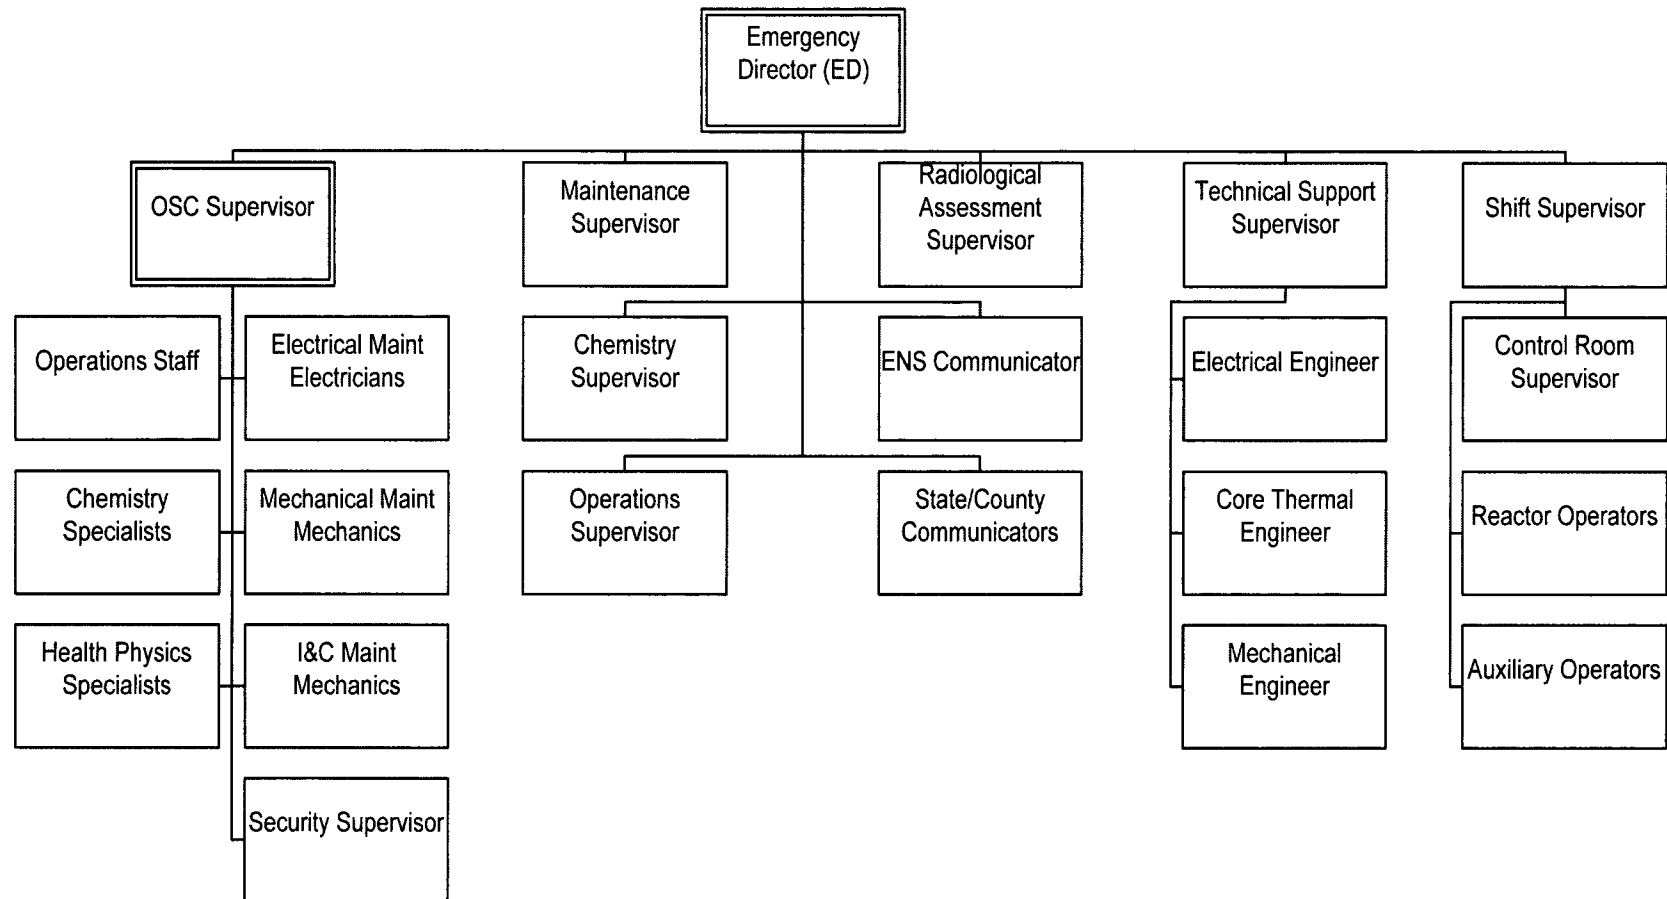 Emergency
Director (ED)
OSC Supervisor
Maintenance
Supervisor
Radiological
Assessment
Supervisor
Technical Support
Supervisor
Shift Supervisor
Operations Staff
Electrical Maint
Electricians
Chemistry
Supervisor
ENS Communicator
Electrical Engineer
Control Room
Supervisor
Chemistry
Specialists
Mechanical Maint
Mechanics
Operations
Supervisor
State/County
Communicators
Core Thermal
Engineer
Reactor Operators
Health Physics
Specialists
I&C Maint
Mechanics
Mechanical
Engineer
Auxiliary Operators
Security Supervisor